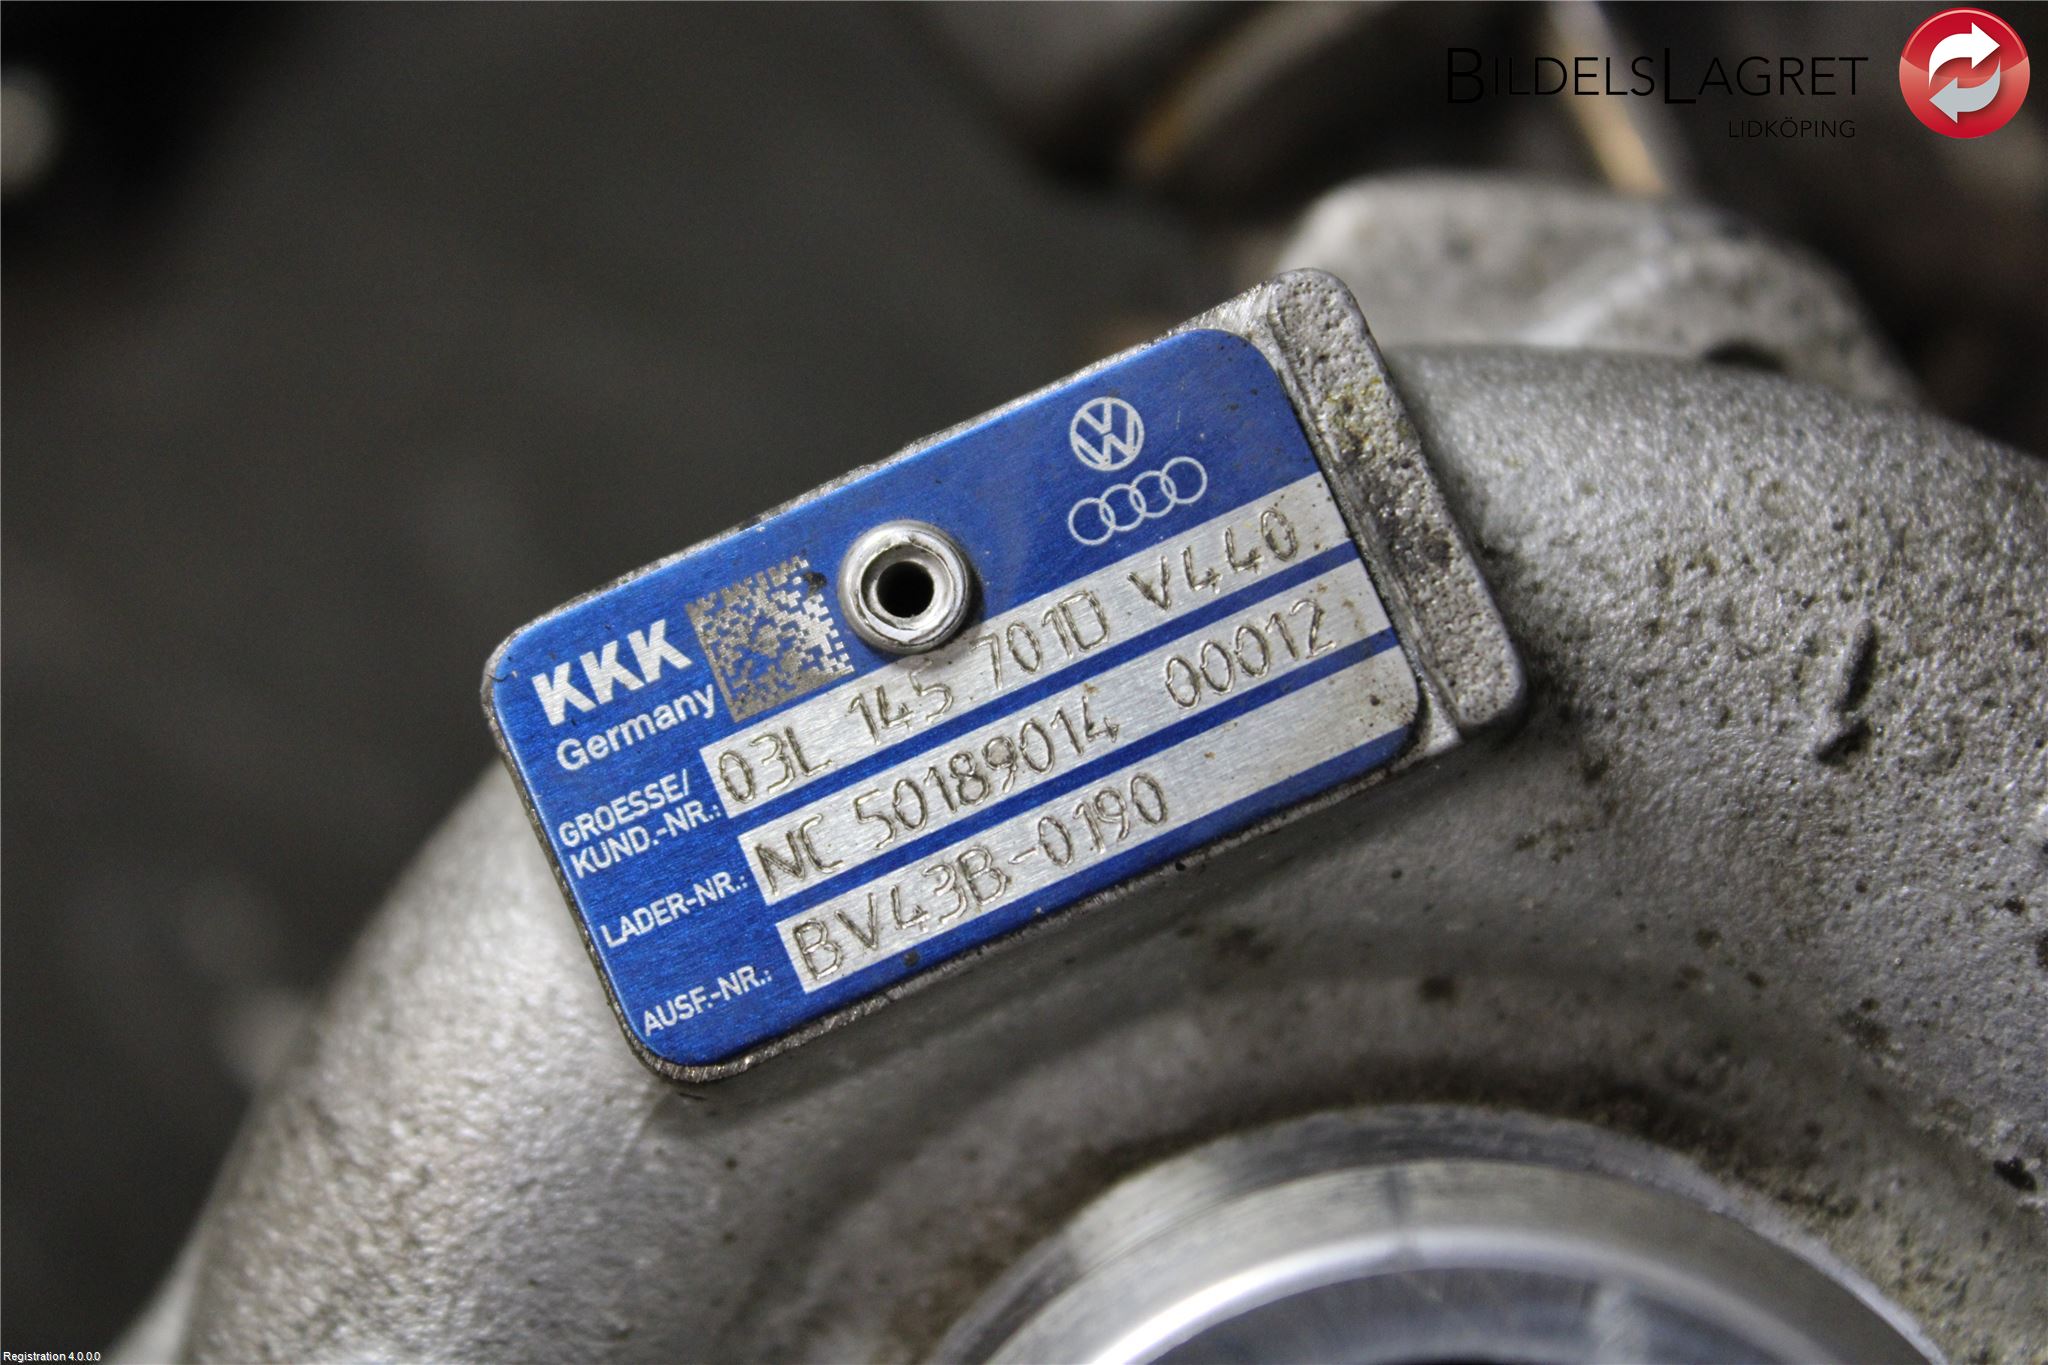 BILDELSLAGRET
LIDKÖPING
KKK
Germany
GROESSE/
KUND.-NR.: 03L 145 701D V440
LADER-NR.: NC 50189014 00012
AUSF.-NR.: BV43B-0190
Registration 4.0.0.0